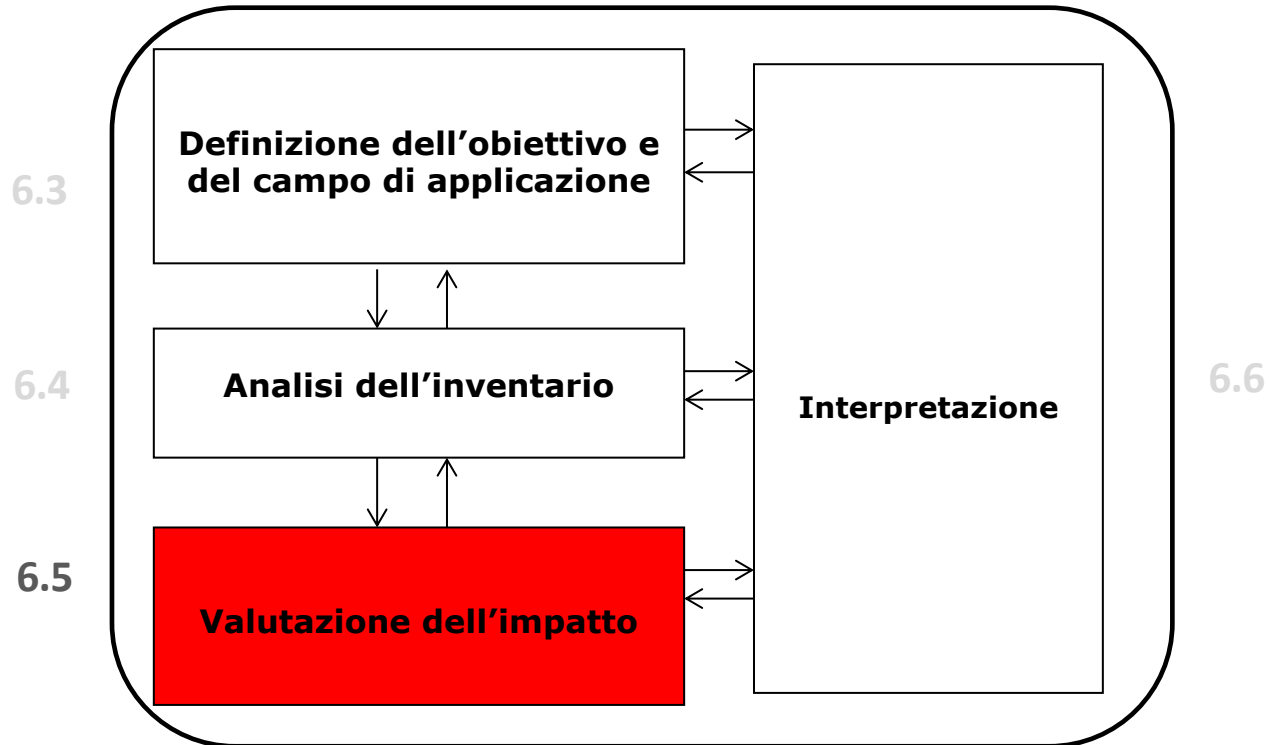 6.3
Definizione dell’obiettivo e
del campo di applicazione
6.4
Analisi dell’inventario
6.5
Valutazione dell’impatto
Interpretazione
6.6